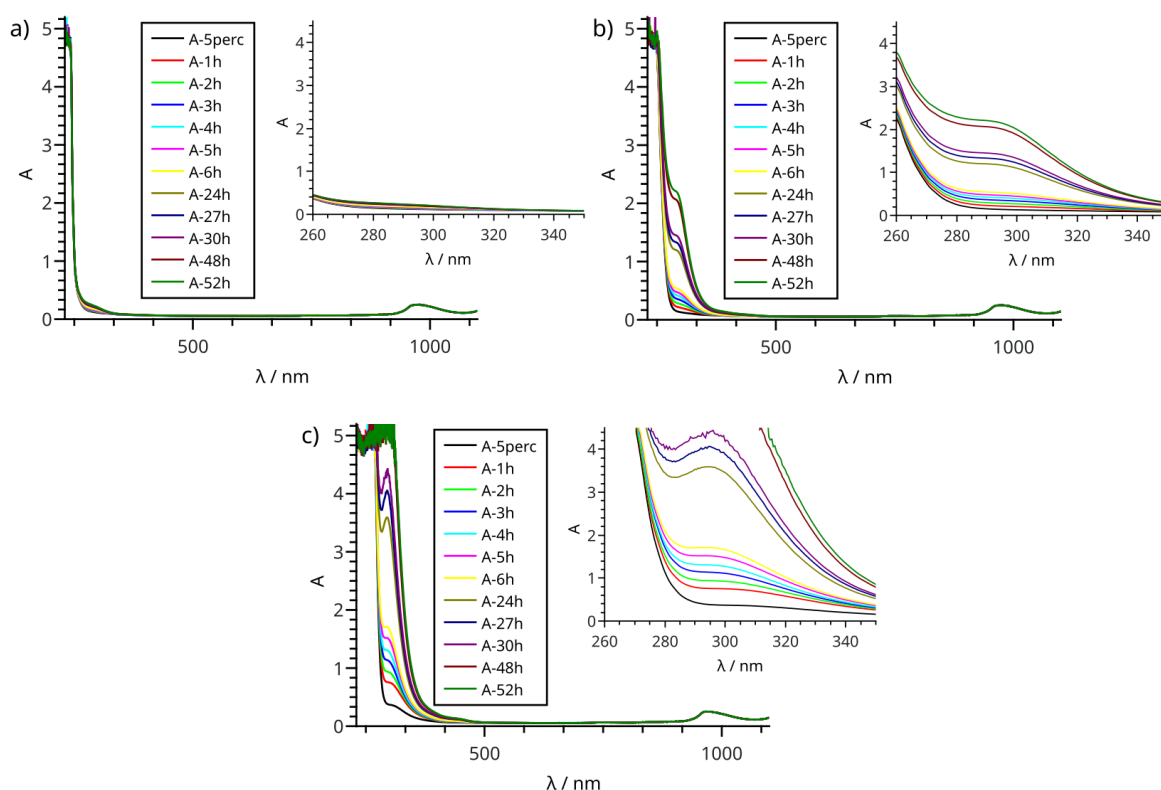 a)
5
4
3
2
1
0
A
500
1000
λ / nm
A-5perc
A-1h
A-2h
A-3h
A-4h
A-5h
A-6h
A-24h
A-27h
A-30h
A-48h
A-52h
4
3
2
1
0
A
260
280
300
320
340
λ / nm
b)
5
4
3
2
1
0
A
500
1000
λ / nm
A-5perc
A-1h
A-2h
A-3h
A-4h
A-5h
A-6h
A-24h
A-27h
A-30h
A-48h
A-52h
4
3
2
1
0
A
260
280
300
320
340
λ / nm
c)
5
4
3
2
1
0
A
500
1000
λ / nm
A-5perc
A-1h
A-2h
A-3h
A-4h
A-5h
A-6h
A-24h
A-27h
A-30h
A-48h
A-52h
4
3
2
1
0
A
260
280
300
320
340
λ / nm